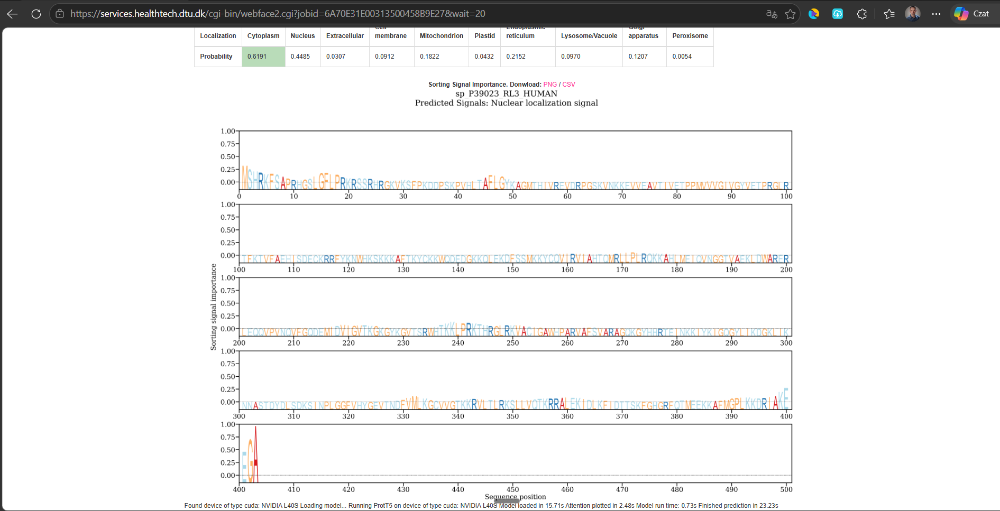 https://services.healthtech.dtu.dk/cgi-bin/webface2.cgi?jobid=6A70E31E00313500458B9E27&wait=20
Czat
Localization Cytoplasm Nucleus Extracellular Cell membrane Mitochondrion Plastid Endoplasmic reticulum Lysosome/Vacuole Golgi apparatus Peroxisome
Probability 0.6191 0.4485 0.0307 0.0912 0.1822 0.0432 0.2152 0.0970 0.1207 0.0054
Sorting Signal Importance. Donwload: PNG / CSV
sp_P39023_RL3_HUMAN
Predicted Signals: Nuclear localization signal
1.00
0.75
0.50
0.25
0.00
0 10 20 30 40 50 60 70 80 90 100
1.00
0.75
0.50
0.25
0.00
100 110 120 130 140 150 160 170 180 190 200
1.00
0.75
0.50
0.25
0.00
200 210 220 230 240 250 260 270 280 290 300
1.00
0.75
0.50
0.25
0.00
300 310 320 330 340 350 360 370 380 390 400
1.00
0.75
0.50
0.25
0.00
EGA
400 410 420 430 440 450 460 470 480 490 500
Sorting signal importance
Sequence position
Found device of type cuda: NVIDIA L40S Loading model... Running ProtT5 on device of type cuda: NVIDIA L40S Model loaded in 15.71s Attention plotted in 2.48s Model run time: 0.73s Finished prediction in 23.23s